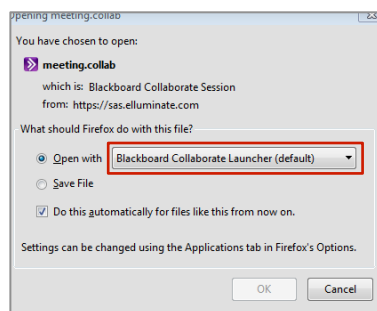 Opening meeting.collab
You have chosen to open:
meeting.collab
which is: Blackboard Collaborate Session
from: https://sas.elluminate.com
What should Firefox do with this file?
Open with Blackboard Collaborate Launcher (default)
Save File
Do this automatically for files like this from now on.
Settings can be changed using the Applications tab in Firefox's Options.
OK Cancel